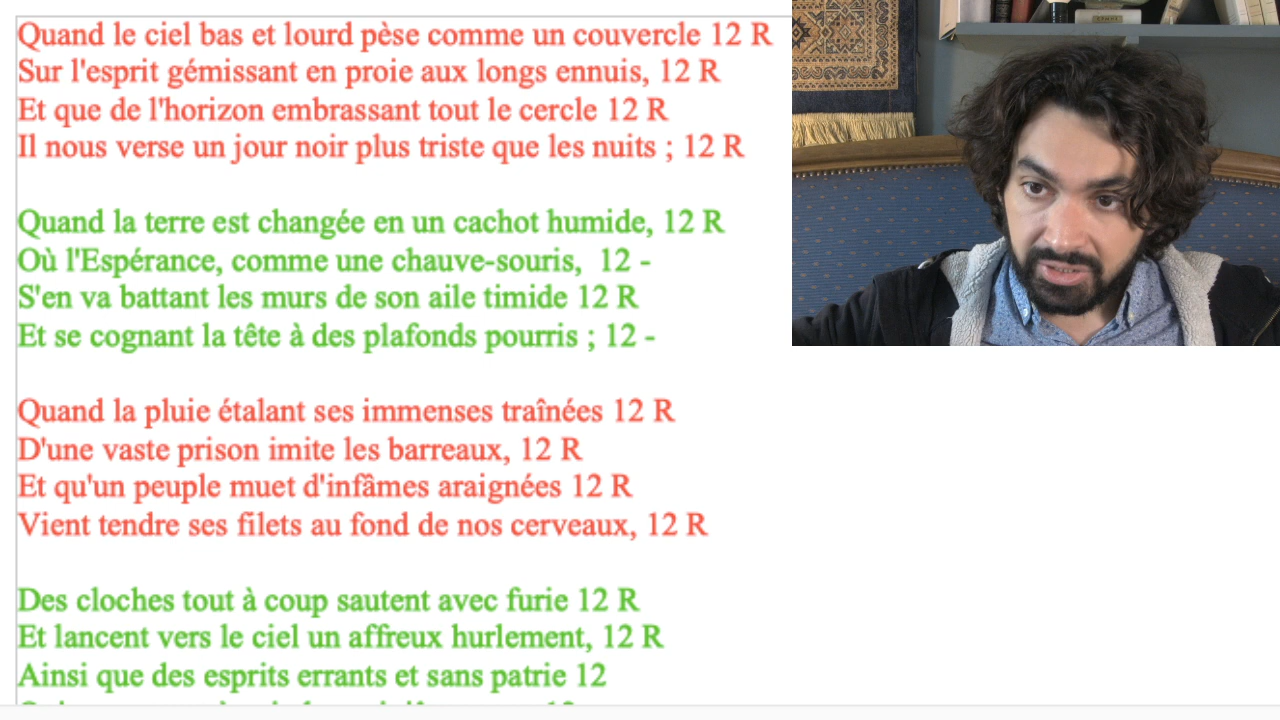 Quand le ciel bas et lourd pèse comme un couvercle 12 R
Sur l'esprit gémissant en proie aux longs ennuis, 12 R
Et que de l'horizon embrassant tout le cercle 12 R
Il nous verse un jour noir plus triste que les nuits ; 12 R
Quand la terre est changée en un cachot humide, 12 R
Où l'Espérance, comme une chauve-souris,  12 -
S'en va battant les murs de son aile timide 12 R
Et se cognant la tête à des plafonds pourris ; 12 -
Quand la pluie étalant ses immenses traînées 12 R
D'une vaste prison imite les barreaux, 12 R
Et qu'un peuple muet d'infâmes araignées 12 R
Vient tendre ses filets au fond de nos cerveaux, 12 R
Des cloches tout à coup sautent avec furie 12 R
Et lancent vers le ciel un affreux hurlement, 12 R
Ainsi que des esprits errants et sans patrie 12